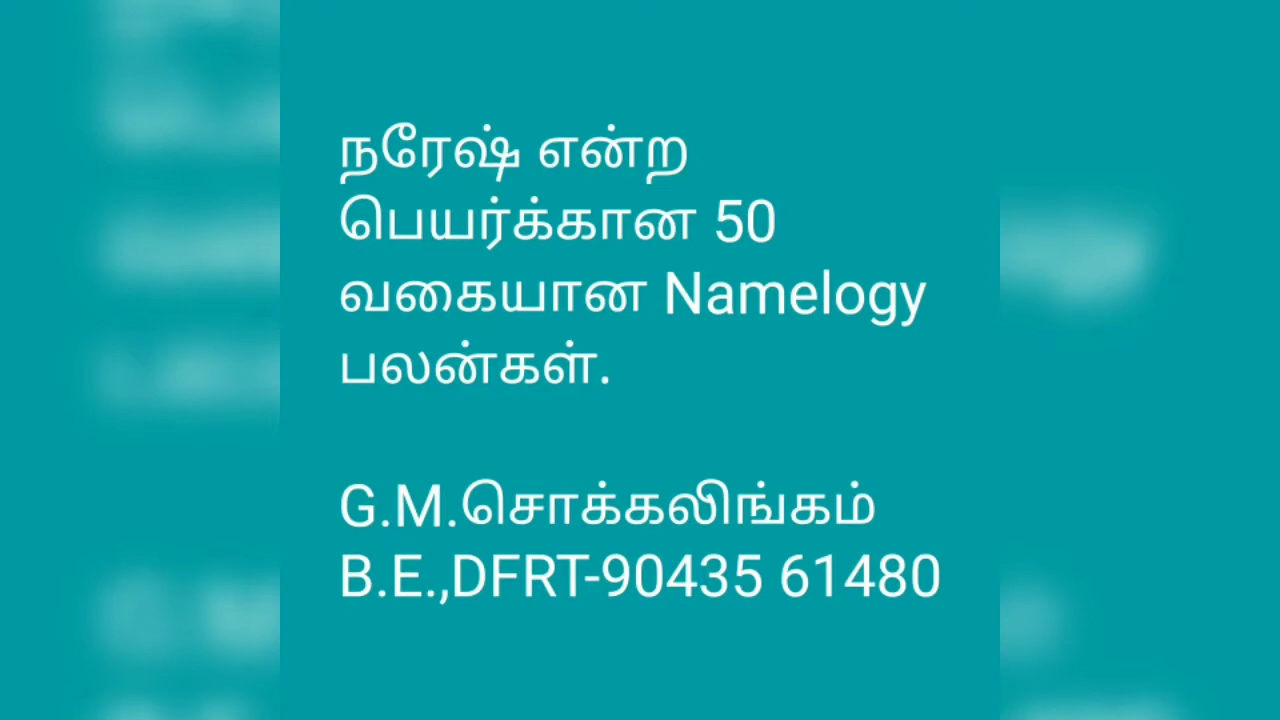 நரேஷ் என்ற
பெயர்க்கான 50
வகையான Namelogy
பலன்கள்.
G.M.சொக்கலிங்கம்
B.E.,DFRT-90435 61480